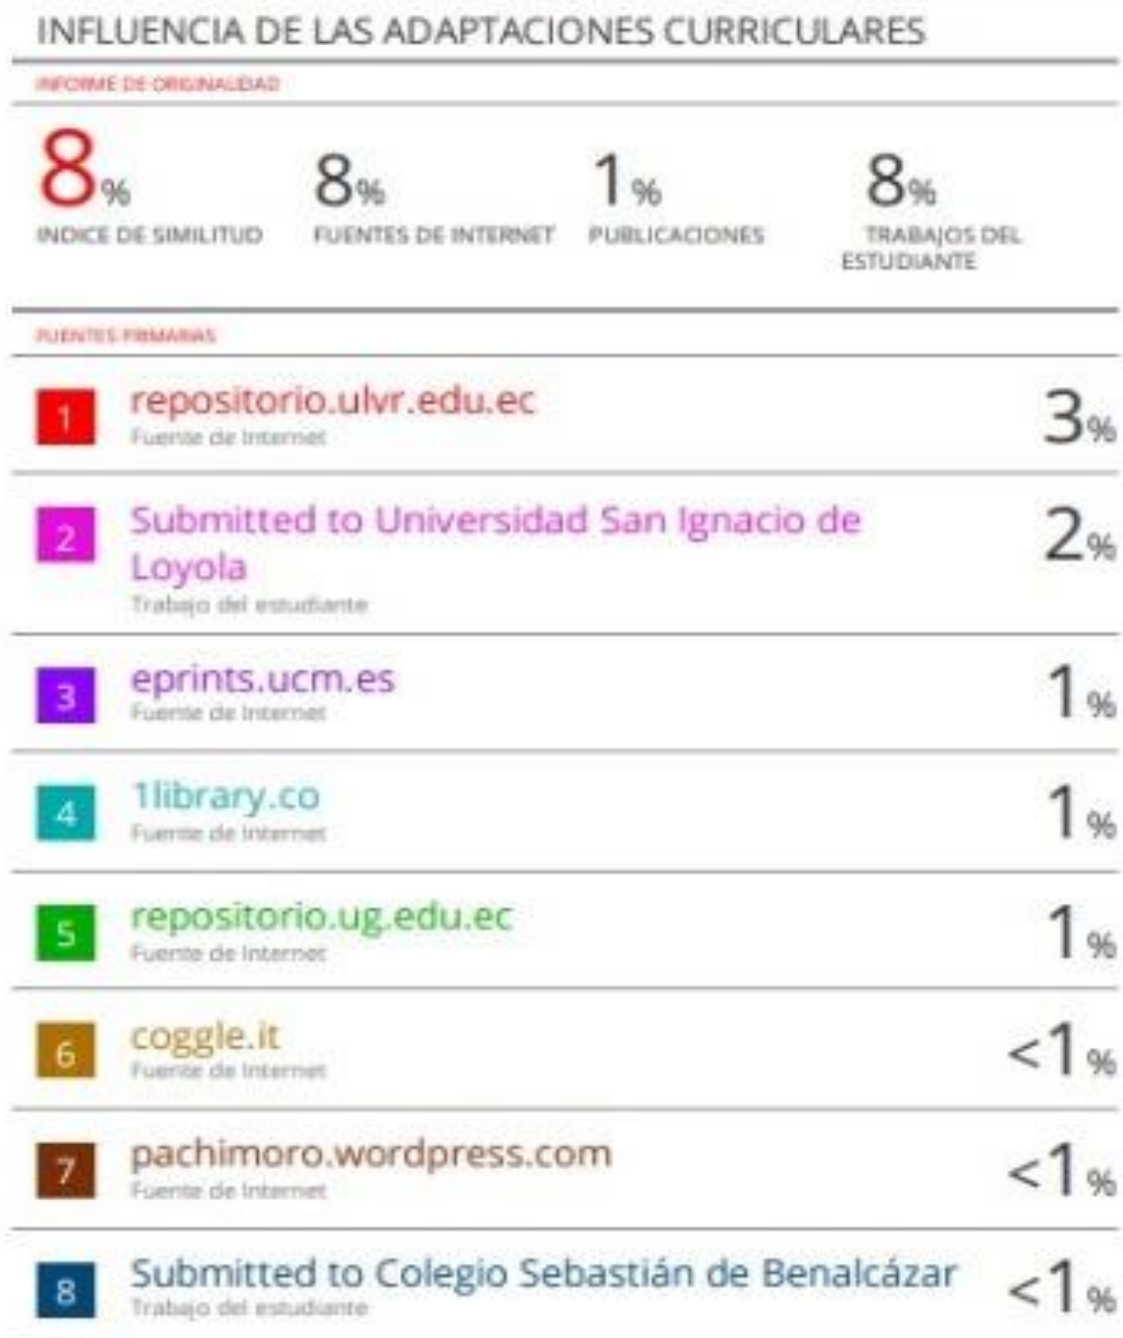 INFLUENCIA DE LAS ADAPTACIONES CURRICULARES
INFORME DE ORIGINALIDAD
8%
8%
1%
8%
INDICE DE SIMILITUD
FUENTES DE INTERNET
PUBLICACIONES
TRABAJOS DEL
ESTUDIANTE
FUENTES PRIMARIAS
1
repositorio.ulvr.edu.ec
3%
Fuente de Internet
2
Submitted to Universidad San Ignacio de
2%
Loyola
Trabajo del estudiante
3
eprints.ucm.es
1%
Fuente de Internet
4
1library.co
1%
Fuente de Internet
5
repositorio.ug.edu.ec
1%
Fuente de Internet
6
coggle.it
<1%
Fuente de Internet
7
pachimoro.wordpress.com
<1%
Fuente de Internet
8
Submitted to Colegio Sebastián de Benalcázar
<1%
Trabajo del estudiante